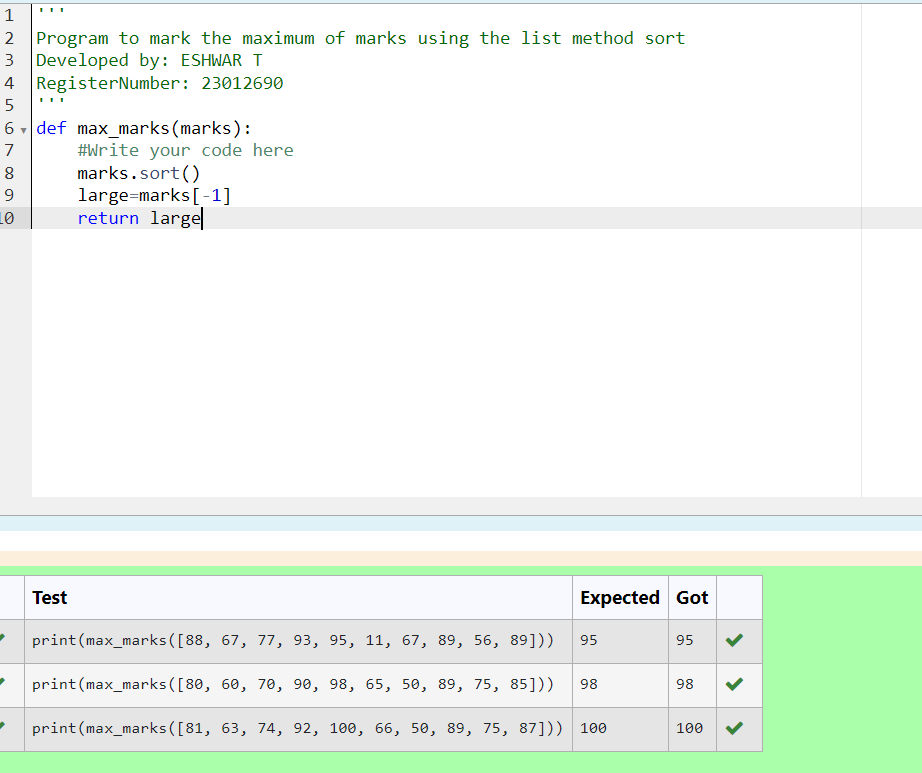 1 '''
2 Program to mark the maximum of marks using the list method sort
3 Developed by: ESHWAR T
4 RegisterNumber: 23012690
5 '''
6 def max_marks(marks):
7     #Write your code here
8     marks.sort()
9     large=marks[-1]
10     return large
Test Expected Got
print(max_marks([88, 67, 77, 93, 95, 11, 67, 89, 56, 89])) 95 95
print(max_marks([80, 60, 70, 90, 98, 65, 50, 89, 75, 85])) 98 98
print(max_marks([81, 63, 74, 92, 100, 66, 50, 89, 75, 87])) 100 100